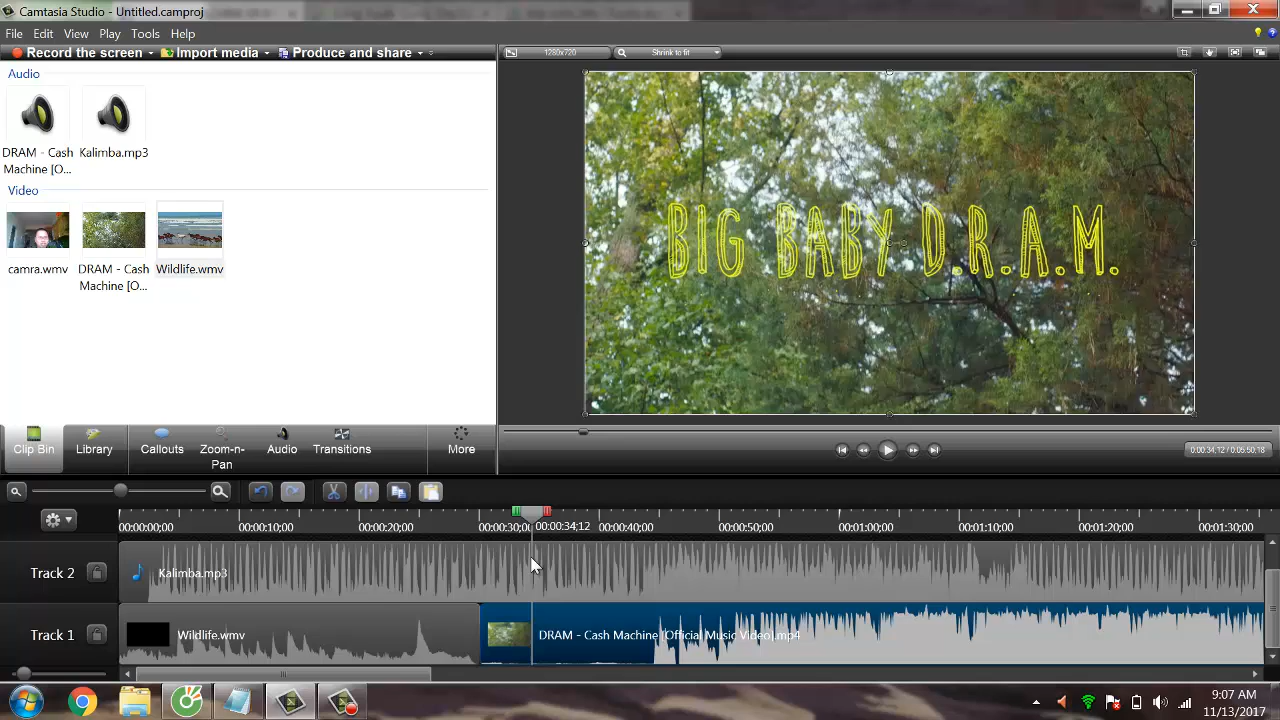 Camtasia Studio - Untitled.camproj
File Edit View Play Tools Help
Record the screen Import media Produce and share
1280x720 Shrink to fit
Audio
DRAM - Cash Machine [O...
Kalimba.mp3
Video
camra.wmv
DRAM - Cash Machine [O...
Wildlife.wmv
BIG BABY D.R.A.M.
Clip Bin Library Callouts Zoom-n-Pan Audio Transitions More
0:00:34;12 / 0:05:50;18
00:00:00;00 00:00:10;00 00:00:20;00 00:00:30;0 00:00:34;12 00:00:40;00 00:00:50;00 00:01:00;00 00:01:10;00 00:01:20;00 00:01:30;00
Track 2 Kalimba.mp3
Track 1 Wildlife.wmv DRAM - Cash Machine [Official Music Video].mp4
9:07 AM
11/13/2017